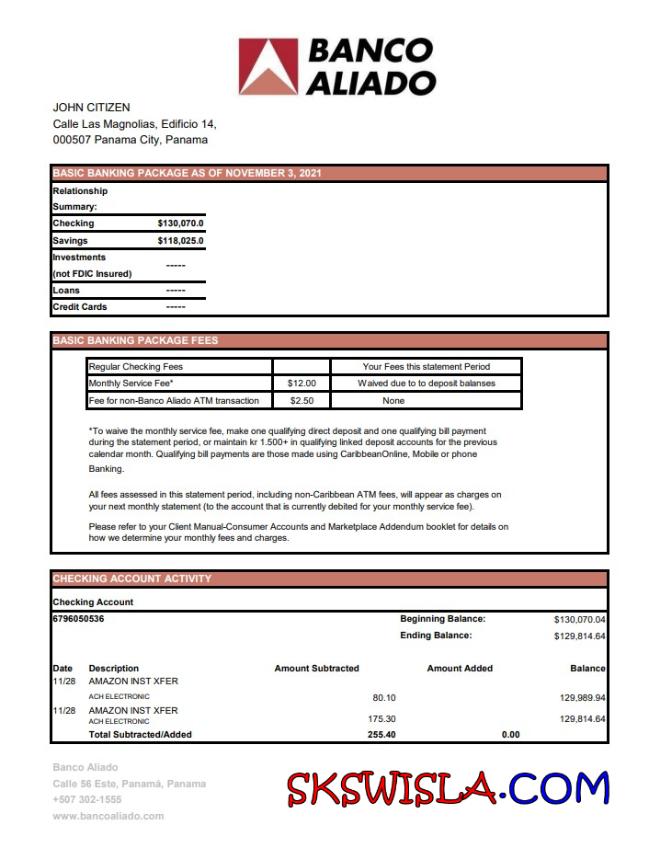 BANCO
ALIADO
JOHN CITIZEN
Calle Las Magnolias, Edificio 14,
000507 Panama City, Panama
BASIC BANKING PACKAGE AS OF NOVEMBER 3, 2021
Relationship
Summary:
Checking $130,070.0
Savings $118,025.0
Investments
(not FDIC Insured) -----
Loans -----
Credit Cards -----
BASIC BANKING PACKAGE FEES
Regular Checking Fees Your Fees this statement Period
Monthly Service Fee* $12.00 Waived due to to deposit balanses
Fee for non-Banco Aliado ATM transaction $2.50 None
*To waive the monthly service fee, make one qualifying direct deposit and one qualifying bill payment
during the statement period, or maintain kr 1.500+ in qualifying linked deposit accounts for the previous
calendar month. Qualifying bill payments are those made using CaribbeanOnline, Mobile or phone
Banking.
All fees assessed in this statement period, including non-Caribbean ATM fees, will appear as charges on
your next monthly statement (to the account that is currently debited for your monthly service fee).
Please refer to your Client Manual-Consumer Accounts and Marketplace Addendum booklet for details on
how we determine your monthly fees and charges.
CHECKING ACCOUNT ACTIVITY
Checking Account
6796050536 Beginning Balance: $130,070.04
Ending Balance: $129,814.64
Date Description Amount Subtracted Amount Added Balance
11/28 AMAZON INST XFER
ACH ELECTRONIC 80.10 129,989.94
11/28 AMAZON INST XFER
ACH ELECTRONIC 175.30 129,814.64
Total Subtracted/Added 255.40 0.00
Banco Aliado
Calle 56 Este, Panamá, Panama
+507 302-1555
www.bancoaliado.com
SKSWISLA.COM